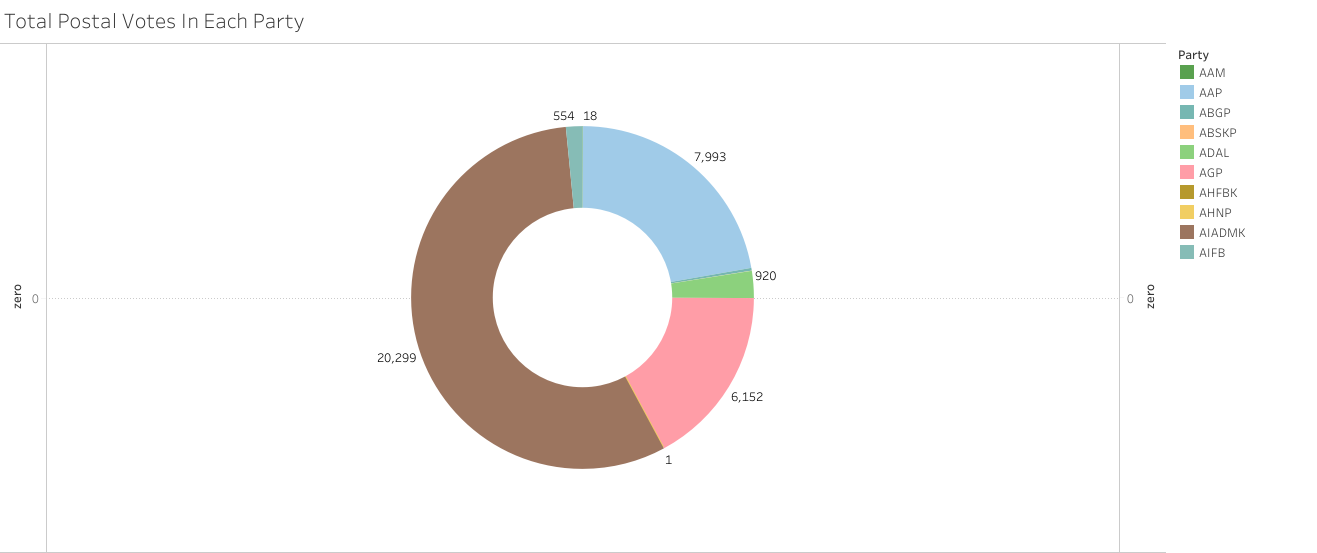 Total Postal Votes In Each Party
Party
AAM
AAP
ABGP
ABSKP
ADAL
AGP
AHFBK
AHNP
AIADMK
AIFB
554 18
7,993
920
zero 0
0 zero
20,299
6,152
1